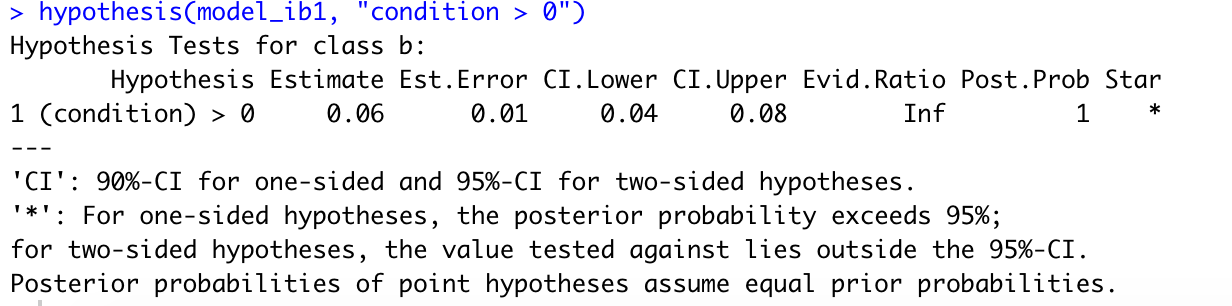 > hypothesis(model_ib1, "condition > 0")
Hypothesis Tests for class b:
       Hypothesis Estimate Est.Error CI.Lower CI.Upper Evid.Ratio Post.Prob Star
1 (condition) > 0     0.06      0.01     0.04     0.08        Inf         1    *
---
'CI': 90%-CI for one-sided and 95%-CI for two-sided hypotheses.
'*': For one-sided hypotheses, the posterior probability exceeds 95%;
for two-sided hypotheses, the value tested against lies outside the 95%-CI.
Posterior probabilities of point hypotheses assume equal prior probabilities.